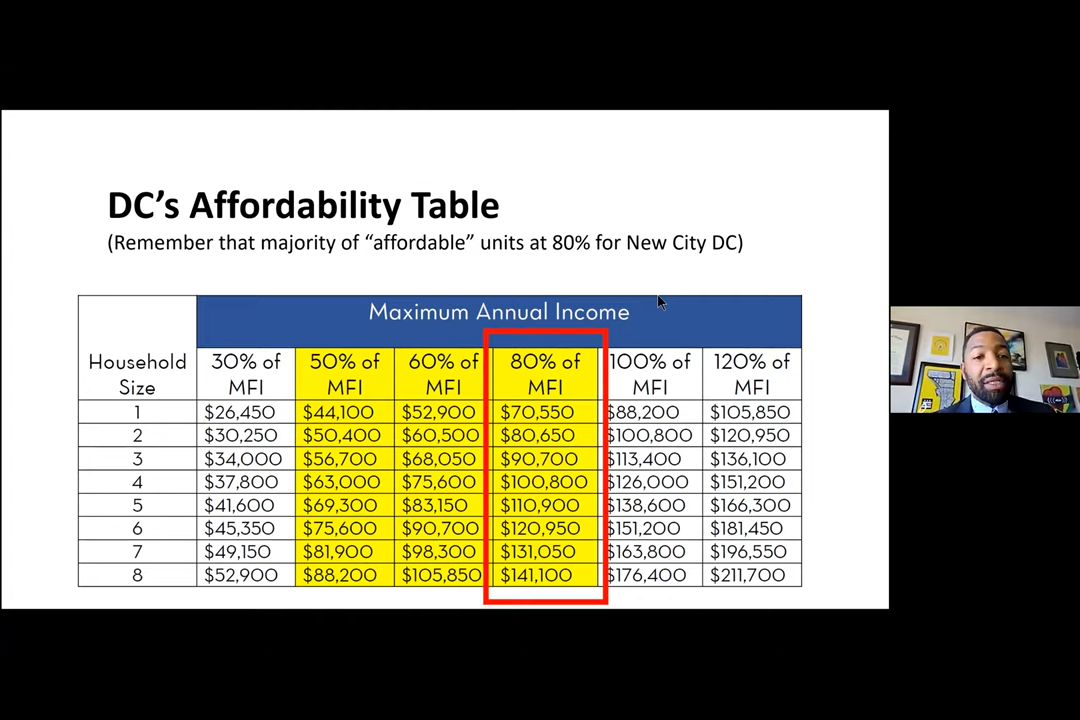 DC’s Affordability Table
(Remember that majority of “affordable” units at 80% for New City DC)
Maximum Annual Income
Household Size 30% of MFI 50% of MFI 60% of MFI 80% of MFI 100% of MFI 120% of MFI
1 $26,450 $44,100 $52,900 $70,550 $88,200 $105,850
2 $30,250 $50,400 $60,500 $80,650 $100,800 $120,950
3 $34,000 $56,700 $68,050 $90,700 $113,400 $136,100
4 $37,800 $63,000 $75,600 $100,800 $126,000 $151,200
5 $41,600 $69,300 $83,150 $110,900 $138,600 $166,300
6 $45,350 $75,600 $90,700 $120,950 $151,200 $181,450
7 $49,150 $81,900 $98,300 $131,050 $163,800 $196,550
8 $52,900 $88,200 $105,850 $141,100 $176,400 $211,700